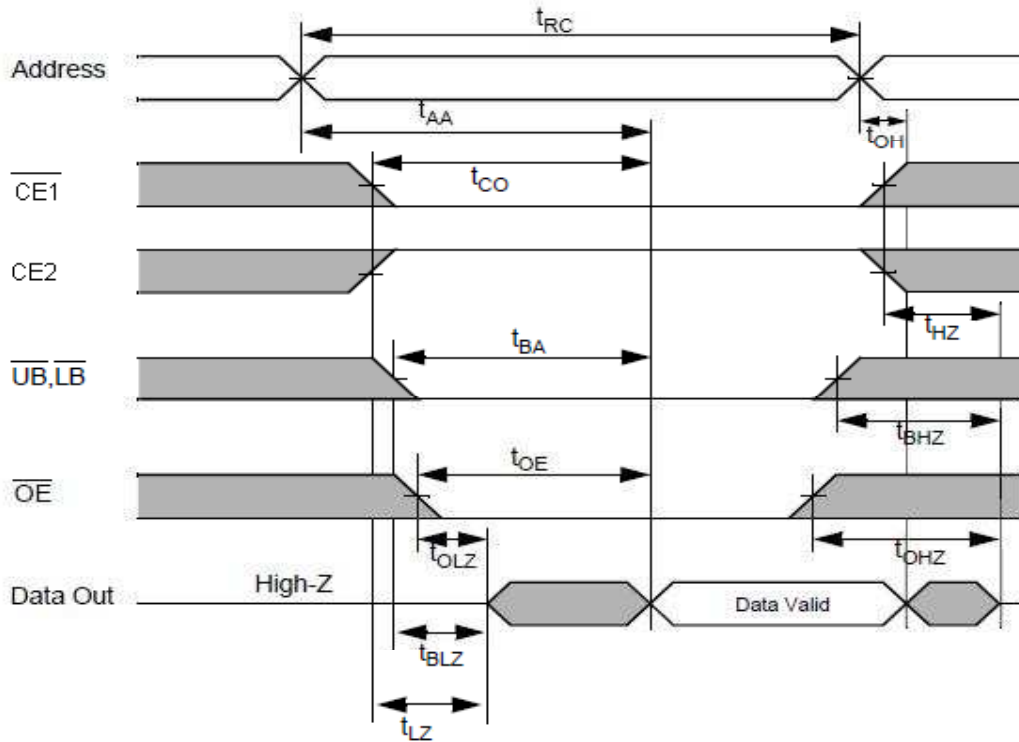 tRC
Address
tAA
tOH
CE1
tCO
CE2
tHZ
tBA
UB,LB
tBHZ
tOE
OE
tOLZ
tOHZ
High-Z
Data Out
Data Valid
tBLZ
tLZ